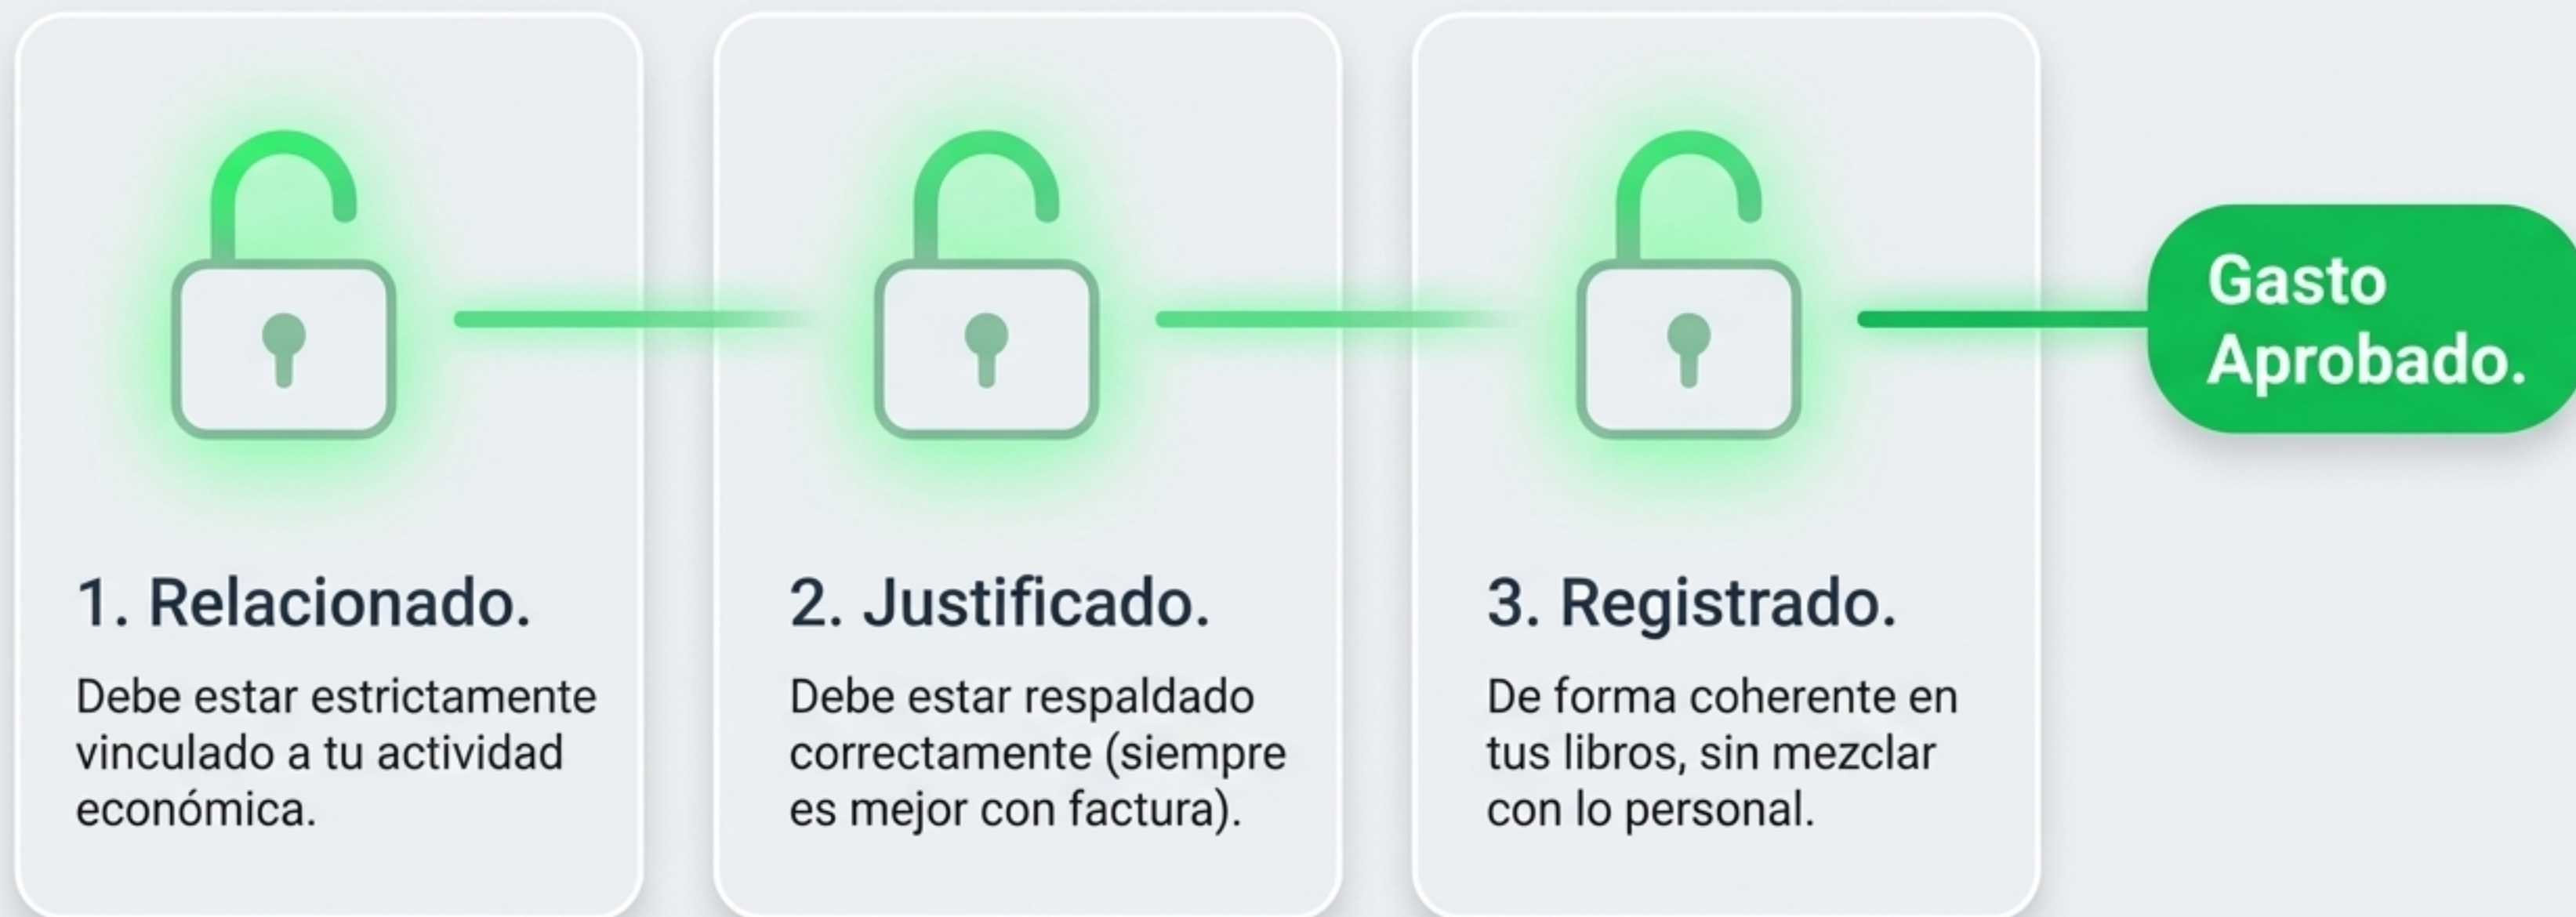 1. Relacionado.
Debe estar estrictamente
vinculado a tu actividad
económica.
2. Justificado.
Debe estar respaldado
correctamente (siempre
es mejor con factura).
3. Registrado.
De forma coherente en
tus libros, sin mezclar
con lo personal.
Gasto
Aprobado.